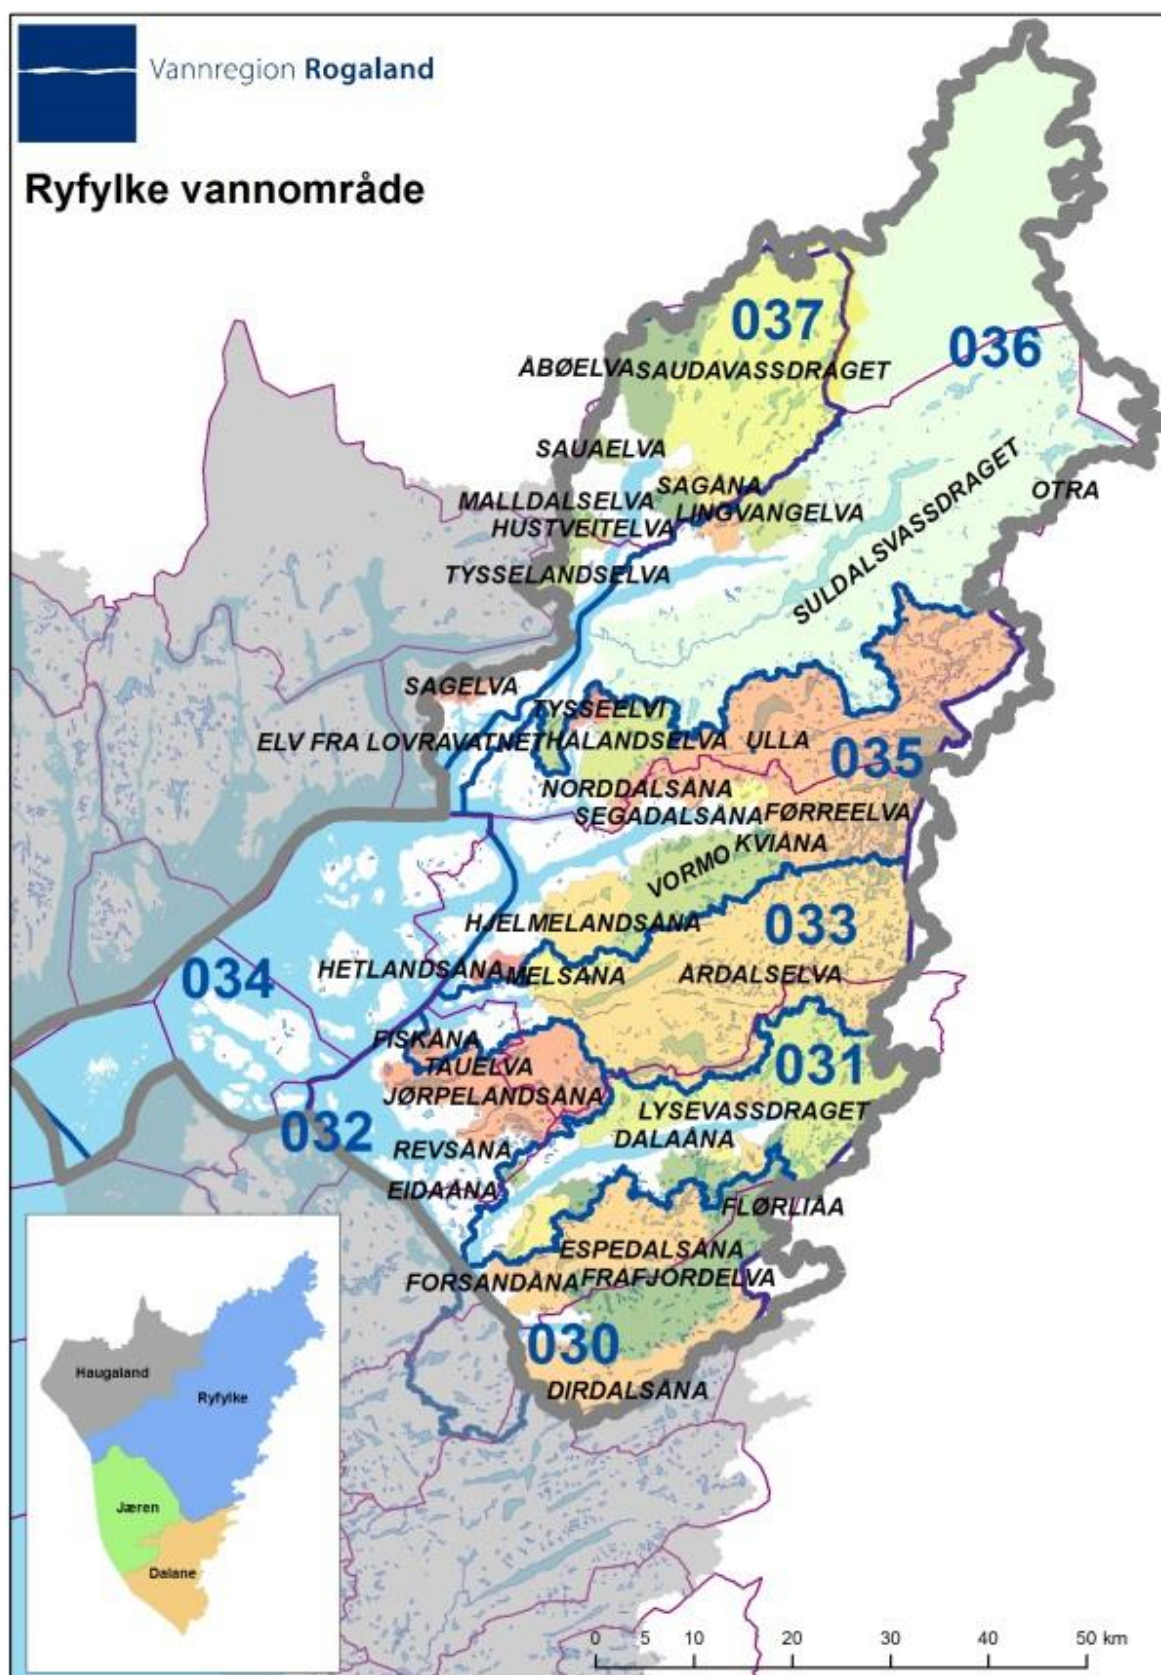 Vannregion Rogaland
Ryfylke vannområde
037
036
ÅBØELVA
SAUDAVASSDRAGET
SAUAELVA
OTRA
SAGÅNA
MALLDALSELVA
LINGVANGELVA
HUSTVEITELVA
SULDALSVASSDRAGET
TYSSELANDSELVA
SAGELVA
TYSSEELVI
ELV FRA LOVRAVATNET
HALANDSELVA
ULLA
035
NORDDALSÅNA
SEGADALSÅNA
FØRREELVA
KVIÅNA
VORMO
HJELMELANDSÅNA
033
034
HETLANDSÅNA
MELSÅNA
ÅRDALSELVA
FISKÅNA
TAUELVA
031
JØRPELANDSÅNA
LYSEVASSDRAGET
032
DALAÅNA
REVSÅNA
EIDAÅNA
FLØRLIÅA
ESPEDALSÅNA
FORSANDÅNA
FRAFJORDELVA
030
DIRDALSÅNA
Haugaland
Ryfylke
Jæren
Dalane
0 5 10 20 30 40 50 km